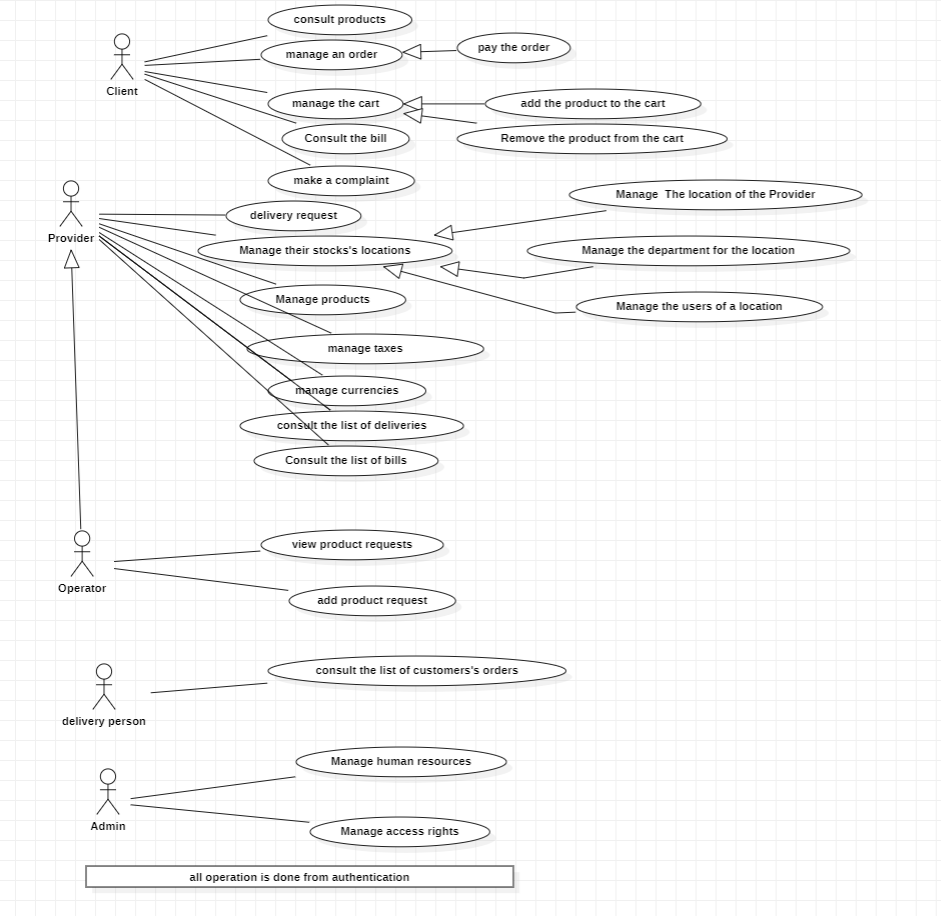 consult products
manage an order
pay the order
Client
manage the cart
add the product to the cart
Consult the bill
Remove the product from the cart
make a complaint
Manage  The location of the Provider
delivery request
Provider
Manage their stocks's locations
Manage the department for the location
Manage products
Manage the users of a location
manage taxes
manage currencies
consult the list of deliveries
Consult the list of bills
view product requests
Operator
add product request
consult the list of customers's orders
delivery person
Manage human resources
Admin
Manage access rights
all operation is done from authentication